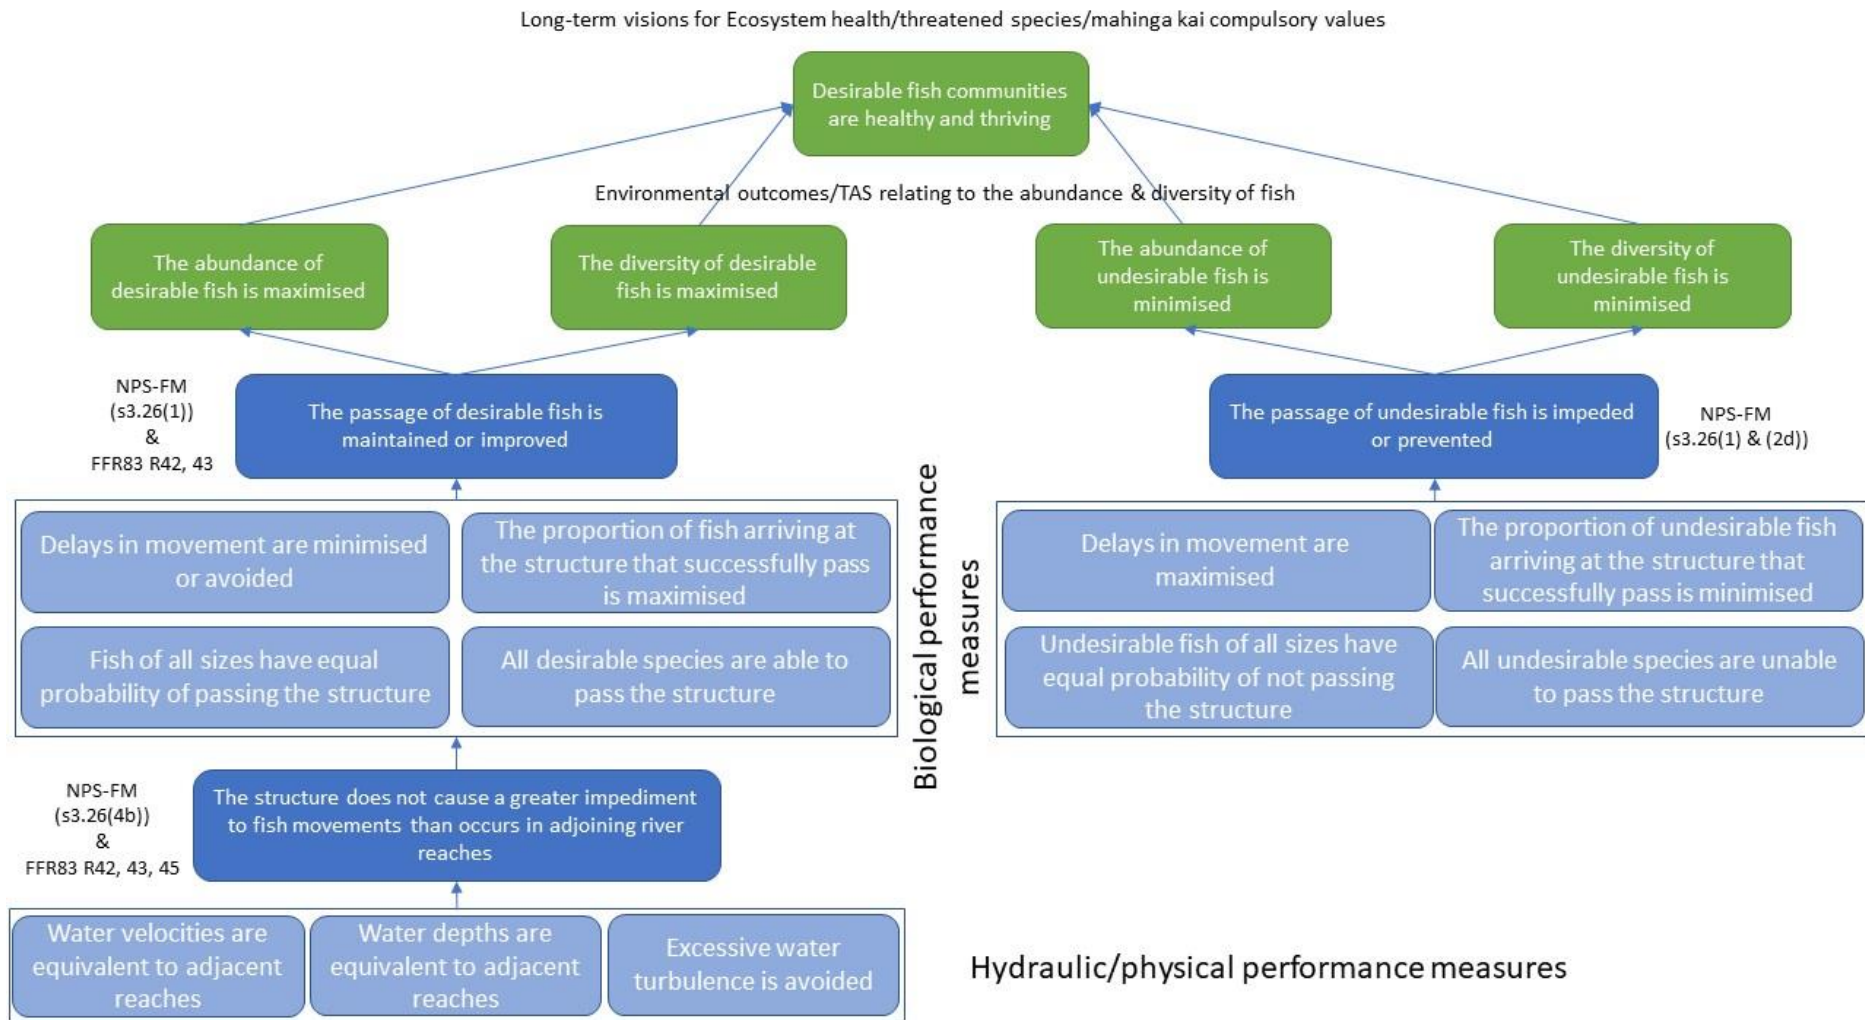 Long-term visions for Ecosystem health/threatened species/mahinga kai compulsory values
Desirable fish communities
are healthy and thriving
Environmental outcomes/TAS relating to the abundance & diversity of fish
The abundance of
desirable fish is maximised
The diversity of desirable
fish is maximised
The abundance of
undesirable fish is
minimised
The diversity of
undesirable fish is
minimised
NPS-FM
(s3.26(1))
&
FFR83 R42, 43
The passage of desirable fish is
maintained or improved
The passage of undesirable fish is impeded
or prevented
NPS-FM
(s3.26(1) & (2d))
Delays in movement are minimised
or avoided
The proportion of fish arriving at
the structure that successfully pass
is maximised
Fish of all sizes have equal
probability of passing the structure
All desirable species are able to
pass the structure
Biological performance
measures
Delays in movement are
maximised
The proportion of undesirable fish
arriving at the structure that
successfully pass is minimised
Undesirable fish of all sizes have
equal probability of not passing
the structure
All undesirable species are unable
to pass the structure
NPS-FM
(s3.26(4b))
&
FFR83 R42, 43, 45
The structure does not cause a greater impediment
to fish movements than occurs in adjoining river
reaches
Water velocities are
equivalent to adjacent
reaches
Water depths are
equivalent to adjacent
reaches
Excessive water
turbulence is avoided
Hydraulic/physical performance measures